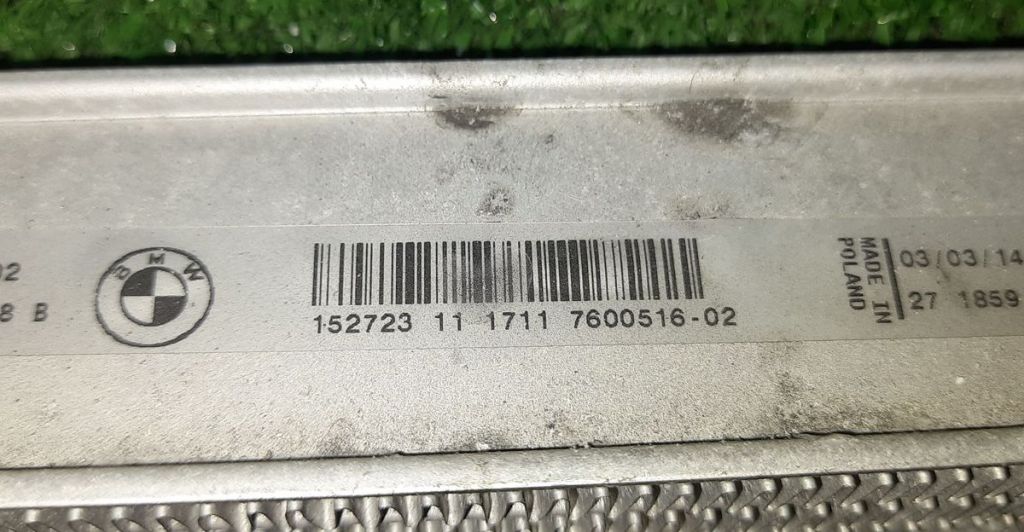 02
8 B
BMW
152723 11 1711 7600516-02
MADE IN
POLAND
03/03/14
27 1859